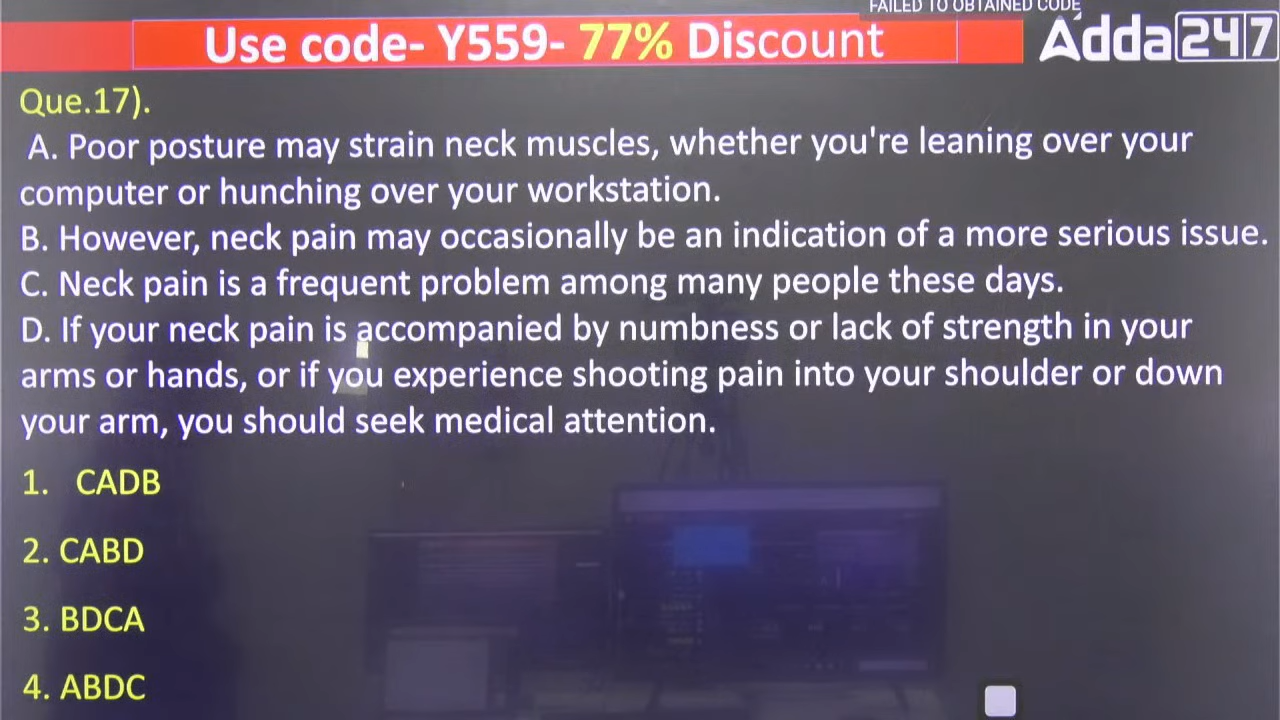 FAILED TO OBTAINED CODE
Use code- Y559- 77% Discount
Adda247
Que.17).
A. Poor posture may strain neck muscles, whether you're leaning over your
computer or hunching over your workstation.
B. However, neck pain may occasionally be an indication of a more serious issue.
C. Neck pain is a frequent problem among many people these days.
D. If your neck pain is accompanied by numbness or lack of strength in your
arms or hands, or if you experience shooting pain into your shoulder or down
your arm, you should seek medical attention.
1. CADB
2. CABD
3. BDCA
4. ABDC